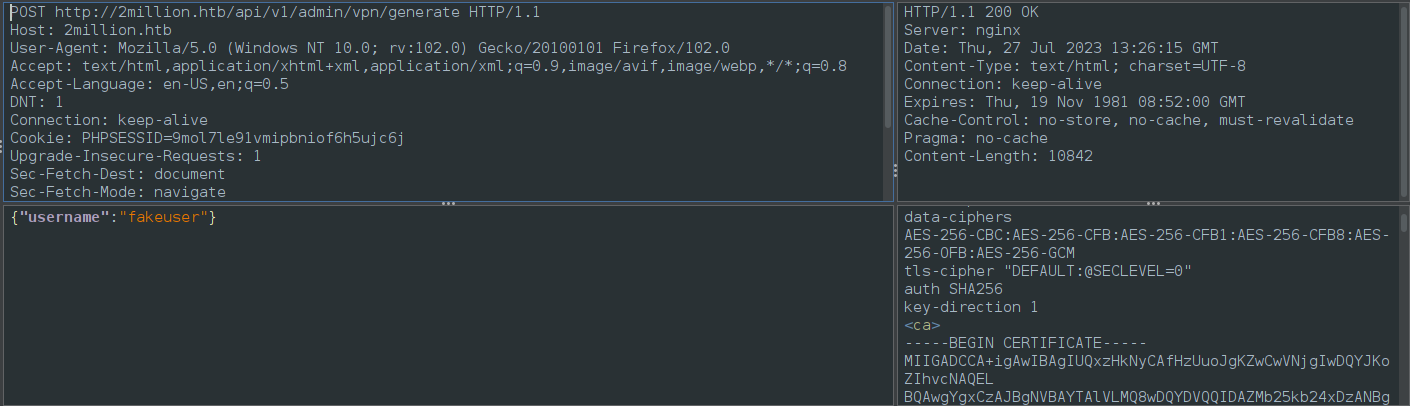 POST http://2million.htb/api/v1/admin/vpn/generate HTTP/1.1
Host: 2million.htb
User-Agent: Mozilla/5.0 (Windows NT 10.0; rv:102.0) Gecko/20100101 Firefox/102.0
Accept: text/html,application/xhtml+xml,application/xml;q=0.9,image/avif,image/webp,*/*;q=0.8
Accept-Language: en-US,en;q=0.5
DNT: 1
Connection: keep-alive
Cookie: PHPSESSID=9mol7le91vmipbniof6h5ujc6j
Upgrade-Insecure-Requests: 1
Sec-Fetch-Dest: document
Sec-Fetch-Mode: navigate
{"username":"fakeuser"}
HTTP/1.1 200 OK
Server: nginx
Date: Thu, 27 Jul 2023 13:26:15 GMT
Content-Type: text/html; charset=UTF-8
Connection: keep-alive
Expires: Thu, 19 Nov 1981 08:52:00 GMT
Cache-Control: no-store, no-cache, must-revalidate
Pragma: no-cache
Content-Length: 10842
data-ciphers
AES-256-CBC:AES-256-CFB:AES-256-CFB1:AES-256-CFB8:AES-
256-OFB:AES-256-GCM
tls-cipher "DEFAULT:@SECLEVEL=0"
auth SHA256
key-direction 1
<ca>
-----BEGIN CERTIFICATE-----
MIIGADCCA+igAwIBAgIUQxzHkNyCAfHzUuoJgKZwCwVNjgIwDQYJKo
ZIhvcNAQEL
BQAwgYgxCzAJBgNVBAYTAlVLMQ8wDQYDVQQIDAZMb25kb24xDzANBg